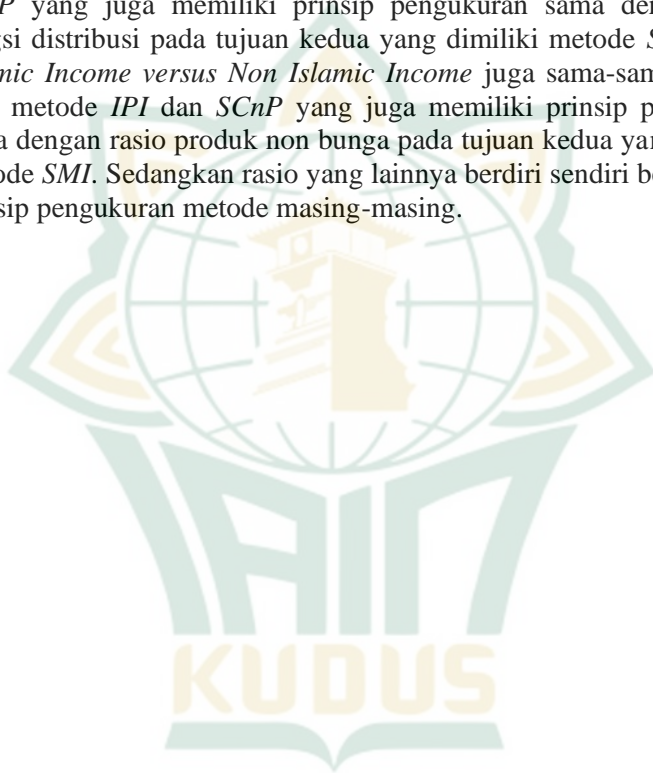 P yang juga memiliki prinsip pengukuran sama den
gsi distribusi pada tujuan kedua yang dimiliki metode S
mic Income versus Non Islamic Income juga sama-sam
metode IPI dan SCnP yang juga memiliki prinsip p
a dengan rasio produk non bunga pada tujuan kedua yan
ode SMI. Sedangkan rasio yang lainnya berdiri sendiri be
sip pengukuran metode masing-masing.
IAIN
KUDUS